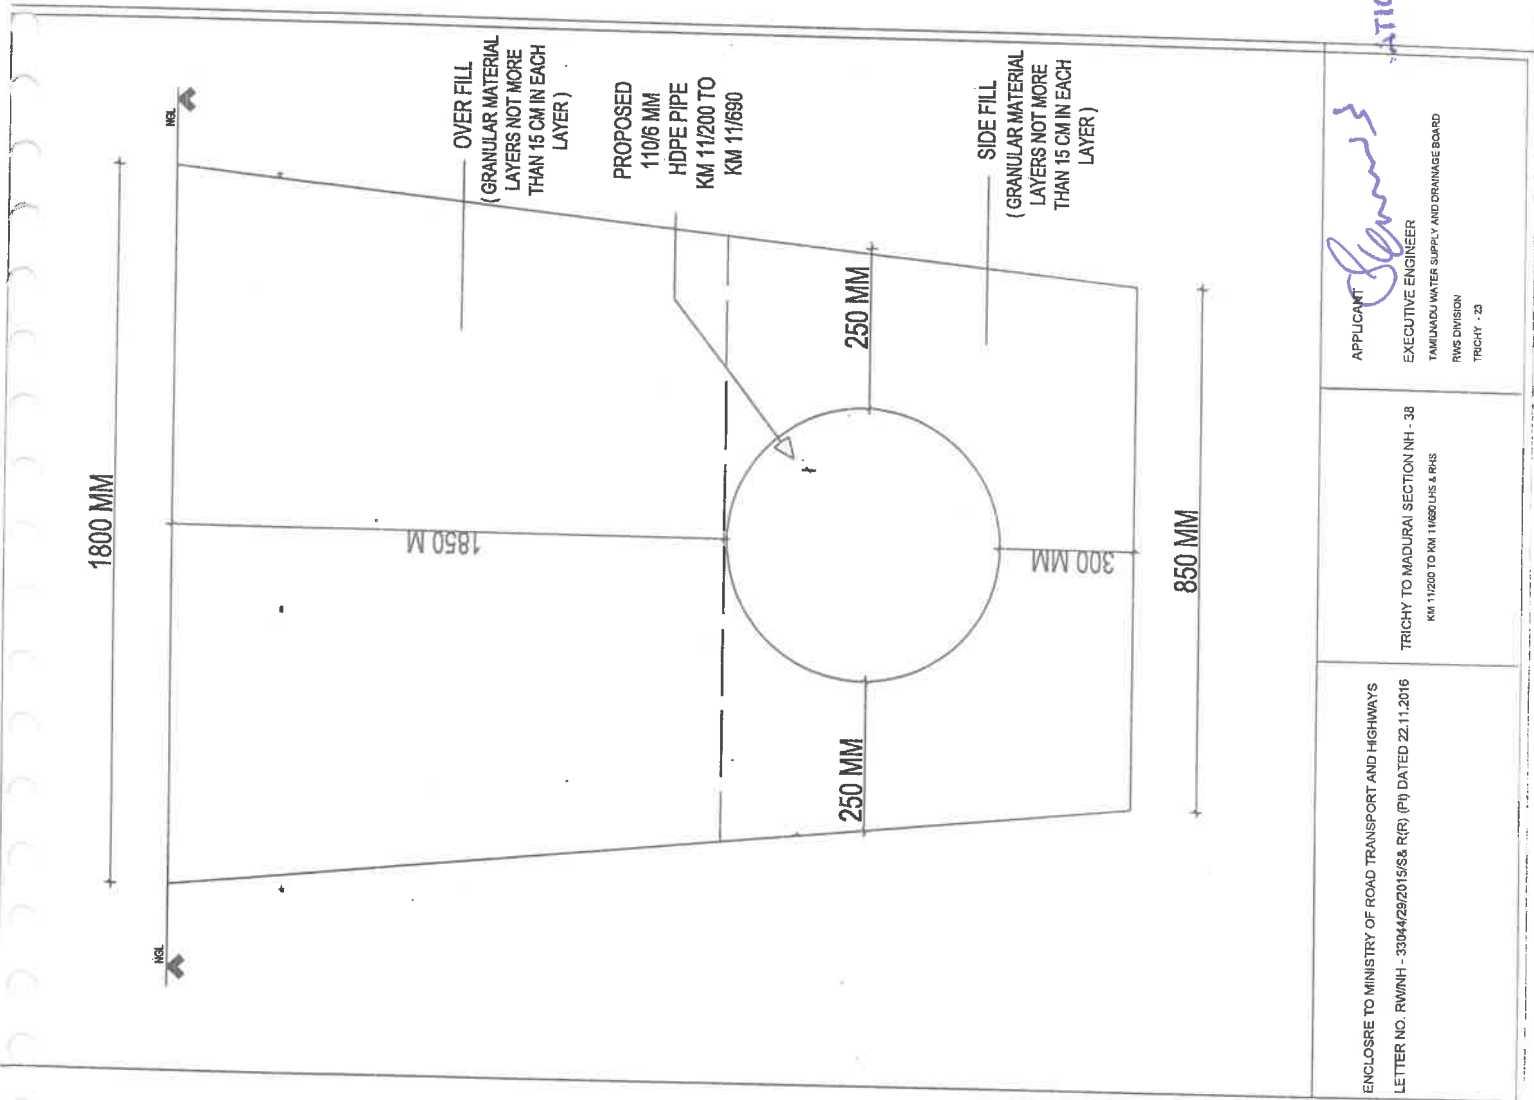 1800 MM
NGL
NGL
OVER FILL
( GRANULAR MATERIAL
LAYERS NOT MORE
THAN 15 CM IN EACH
LAYER )
1850 M
PROPOSED
110/6 MM
HDPE PIPE
KM 11/200 TO
KM 11/690
250 MM
250 MM
SIDE FILL
( GRANULAR MATERIAL
LAYERS NOT MORE
THAN 15 CM IN EACH
LAYER )
300 MM
850 MM
ENCLOSRE TO MINISTRY OF ROAD TRANSPORT AND HIGHWAYS
LETTER NO. RW/NH - 33044/29/2015/S& R(R) (Pt) DATED 22.11.2016
TRICHY TO MADURAI SECTION NH - 38
KM 11/200 TO KM 11/690 LHS & RHS
APPLICANT
EXECUTIVE ENGINEER
TAMILNADU WATER SUPPLY AND DRAINAGE BOARD
RWS DIVISION
TRICHY - 23